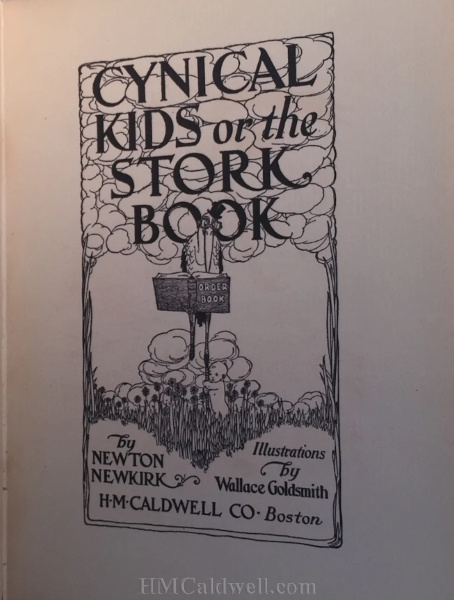 CYNICAL
KIDS or the
STORK
BOOK
ORDER
BOOK
by
NEWTON
NEWKIRK
Illustrations
by
Wallace Goldsmith
H·M·CALDWELL CO· Boston
HMCaldwell.com